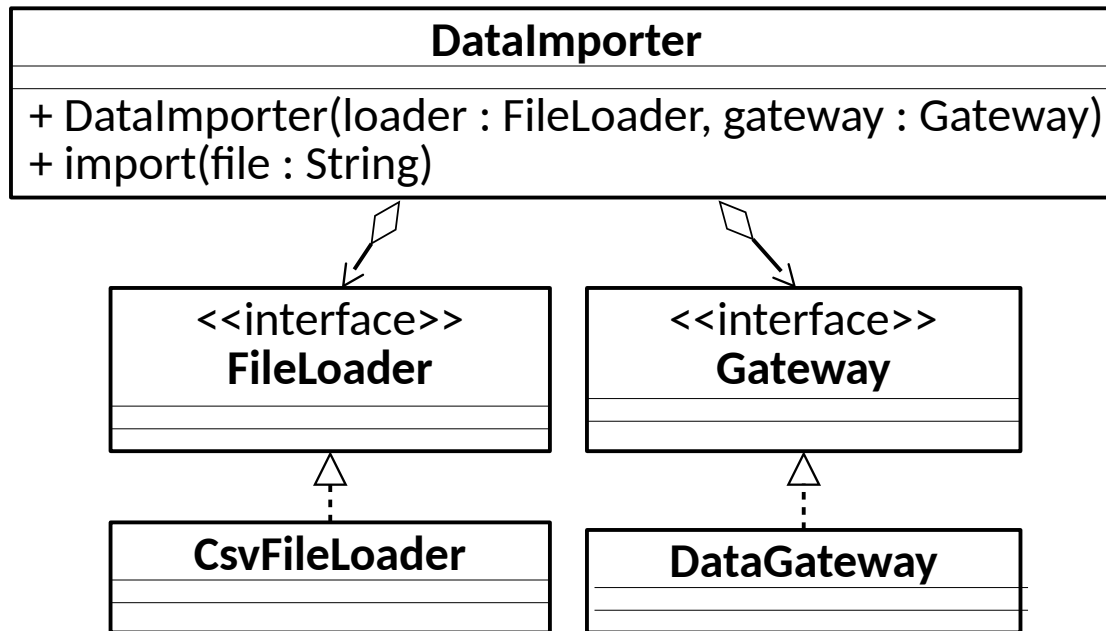 DataImporter
+ DataImporter(loader : FileLoader, gateway : Gateway)
+ import(file : String)
<<interface>>
FileLoader
<<interface>>
Gateway
CsvFileLoader
DataGateway